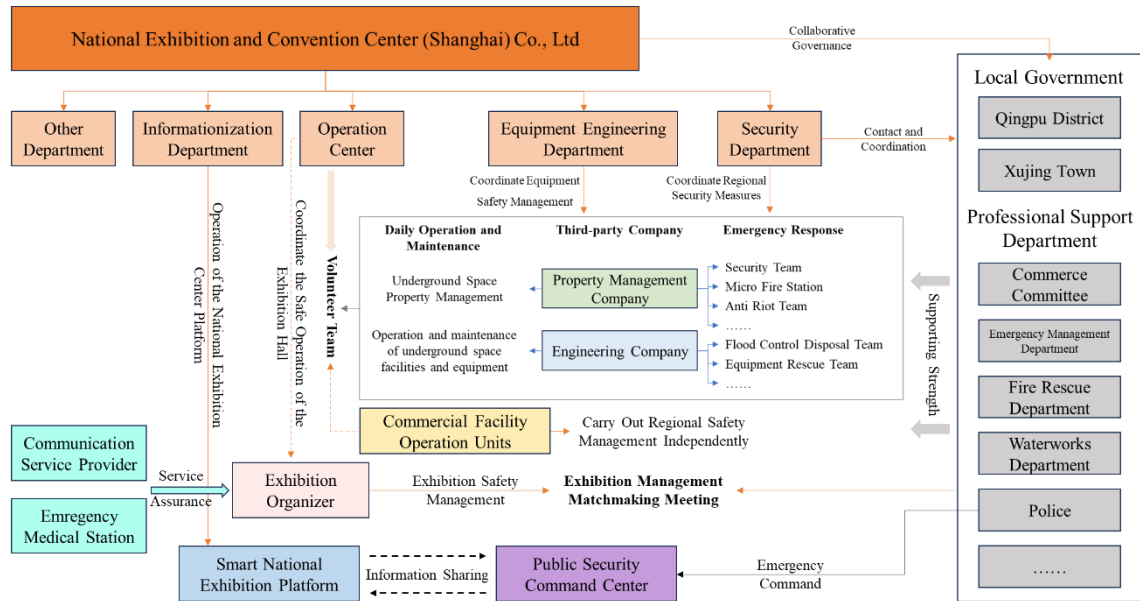 National Exhibition and Convention Center (Shanghai) Co., Ltd
Collaborative
Governance
Other
Department
Informationization
Department
Operation
Center
Equipment Engineering
Department
Security
Department
Contact and
Coordination
Local Government
Qingpu District
Xujing Town
Professional Support
Department
Commerce
Committee
Emergency Management
Department
Fire Rescue
Department
Waterworks
Department
Police
……
Operation of the National Exhibition
Center Platform
Coordinate the Safe Operation of the
Exhibition Hall
Volunteer Team
Coordinate Equipment
Safety Management
Coordinate Regional
Security Measures
Daily Operation and
Maintenance
Third-party Company
Emergency Response
Underground Space
Property Management
Property Management
Company
Security Team
Micro Fire Station
Anti Riot Team
……
Operation and maintenance
of underground space
facilities and equipment
Engineering Company
Flood Control Disposal Team
Equipment Rescue Team
……
Supporting Strength
Commercial Facility
Operation Units
Carry Out Regional Safety
Management Independently
Communication
Service Provider
Emregency
Medical Station
Service
Assurance
Exhibition
Organizer
Exhibition Safety
Management
Exhibition Management
Matchmaking Meeting
Smart National
Exhibition Platform
Information Sharing
Public Security
Command Center
Emergency
Command